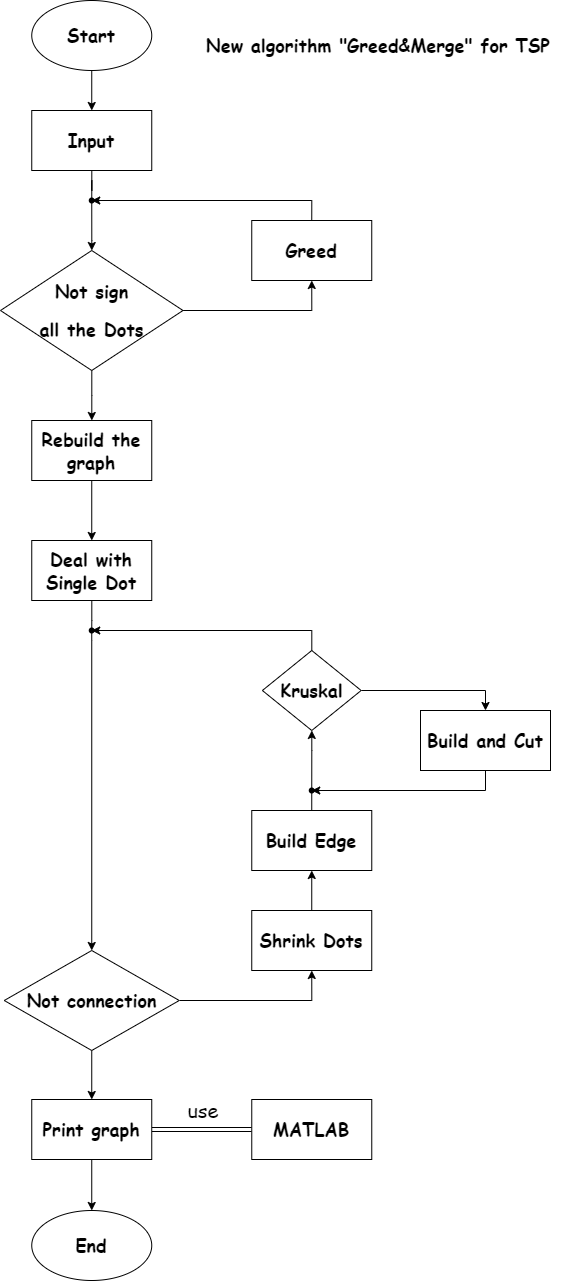 Start
New algorithm "Greed&Merge" for TSP
Input
Greed
Not sign
all the Dots
Rebuild the
graph
Deal with
Single Dot
Kruskal
Build and Cut
Build Edge
Shrink Dots
Not connection
Print graph
use
MATLAB
End